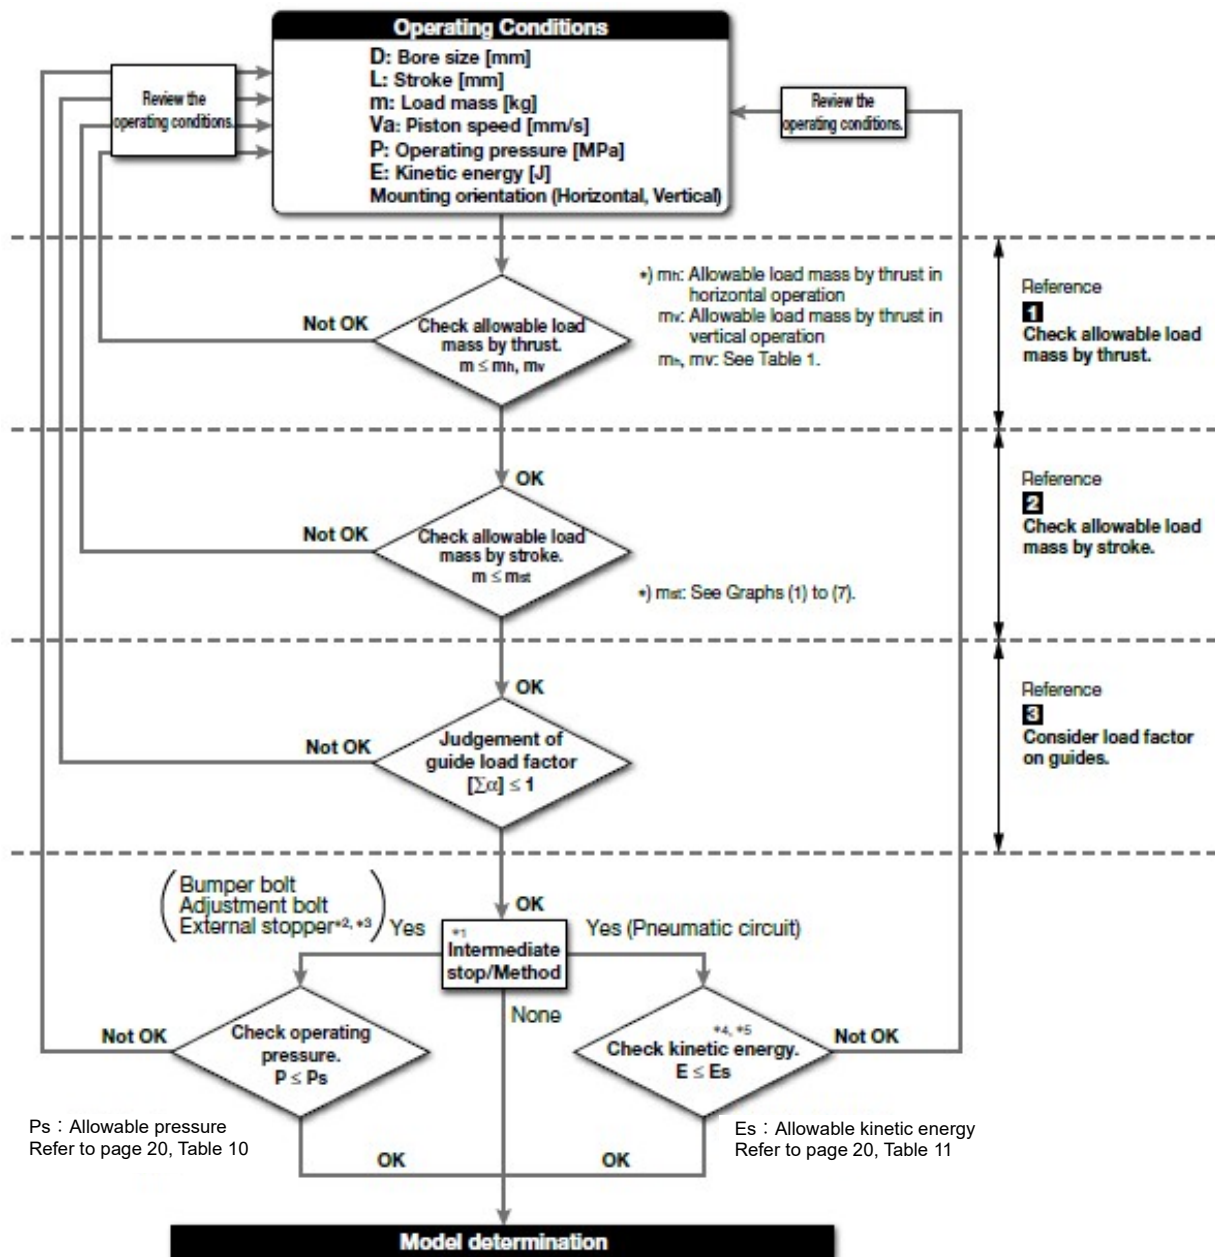 Operating Conditions
D: Bore size [mm]
L: Stroke [mm]
m: Load mass [kg]
Va: Piston speed [mm/s]
P: Operating pressure [MPa]
E: Kinetic energy [J]
Mounting orientation (Horizontal, Vertical)
Review the
operating conditions.
Review the
operating conditions.
Not OK
Check allowable load
mass by thrust.
m ≤ mh, mv
*) mh: Allowable load mass by thrust in
horizontal operation
mv: Allowable load mass by thrust in
vertical operation
mh, mv: See Table 1.
Reference
1
Check allowable load
mass by thrust.
OK
Not OK
Check allowable load
mass by stroke.
m ≤ mst
*) mst: See Graphs (1) to (7).
Reference
2
Check allowable load
mass by stroke.
OK
Not OK
Judgement of
guide load factor
[Σα] ≤ 1
Reference
3
Consider load factor
on guides.
Bumper bolt
Adjustment bolt
External stopper*2, *3
Yes
OK
*1
Intermediate
stop/Method
Yes (Pneumatic circuit)
None
Not OK
Check operating
pressure.
P ≤ Ps
*4, *5
Check kinetic energy.
E ≤ Es
Not OK
Ps : Allowable pressure
Refer to page 20, Table 10
Es : Allowable kinetic energy
Refer to page 20, Table 11
OK
OK
Model determination